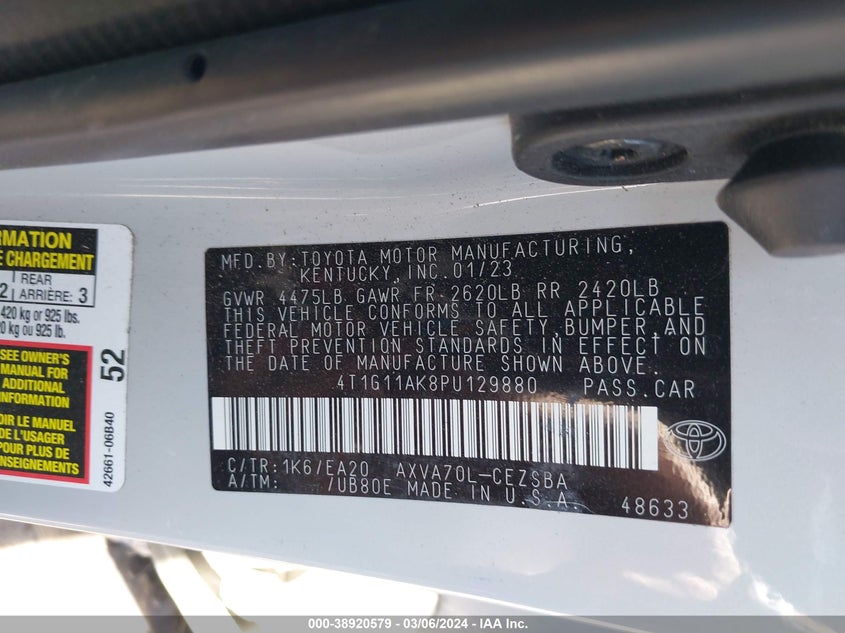 RMATION
E CHARGEMENT
2 REAR ARRIÈRE: 3
420 kg or 925 lbs.
0 kg ou 925 lb.
SEE OWNER'S
MANUAL FOR
ADDITIONAL
INFORMATION
VOIR LE MANUEL
DE L'USAGER
POUR PLUS DE
RENSEIGNEMENTS
52
42661-06B40
MFD.BY:TOYOTA MOTOR MANUFACTURING,
KENTUCKY,INC.01/23
GVWR 4475LB GAWR FR 2620LB RR 2420LB
THIS VEHICLE CONFORMS TO ALL APPLICABLE
FEDERAL MOTOR VEHICLE SAFETY,BUMPER,AND
THEFT PREVENTION STANDARDS IN EFFECT ON
THE DATE OF MANUFACTURE SHOWN ABOVE.
4T1G11AK8PU129880 PASS.CAR
C/TR:1K6/EA20 AXVA70L-CEZSBA
A/TM: /UB80E MADE IN U.S.A.
48633
000-38920579 — 03/06/2024 — IAA Inc.